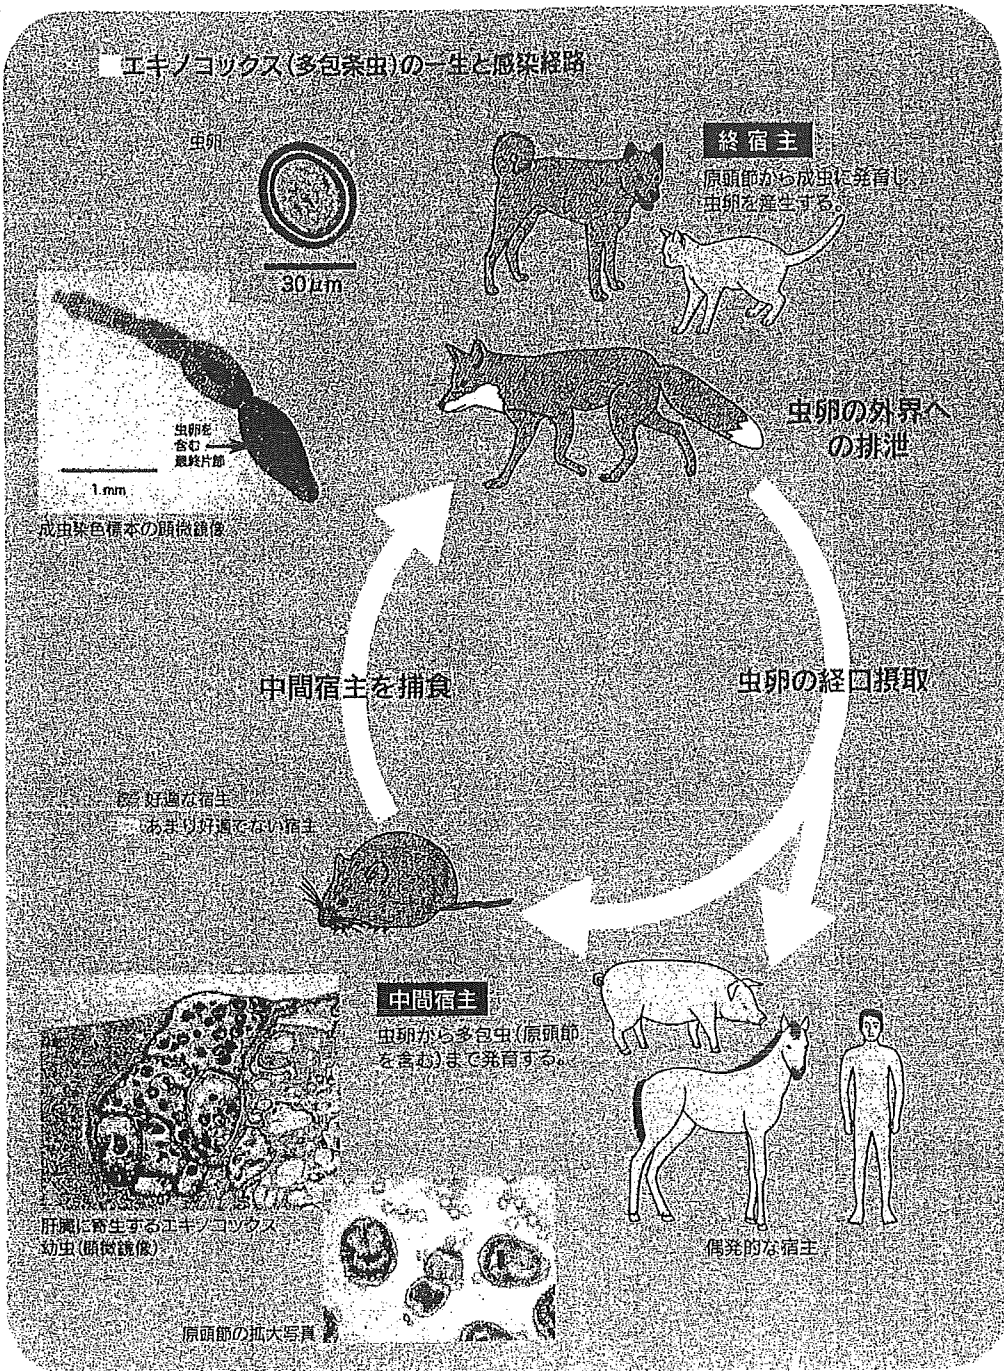 エキノコックス(多包条虫)の一生と感染経路
虫卵
30μm
終宿主
原頭節から成虫に発育し
虫卵を産生する。
虫卵を
含む
最終片節
1mm
成虫染色標本の顕微鏡像
虫卵の外界へ
の排泄
中間宿主を捕食
虫卵の経口摂取
好適な宿主
あまり好適でない宿主
中間宿主
虫卵から多包虫(原頭節
を含む)まで発育する。
肝臓に寄生するエキノコックス
幼虫(顕微鏡像)
原頭節の拡大写真
偶発的な宿主